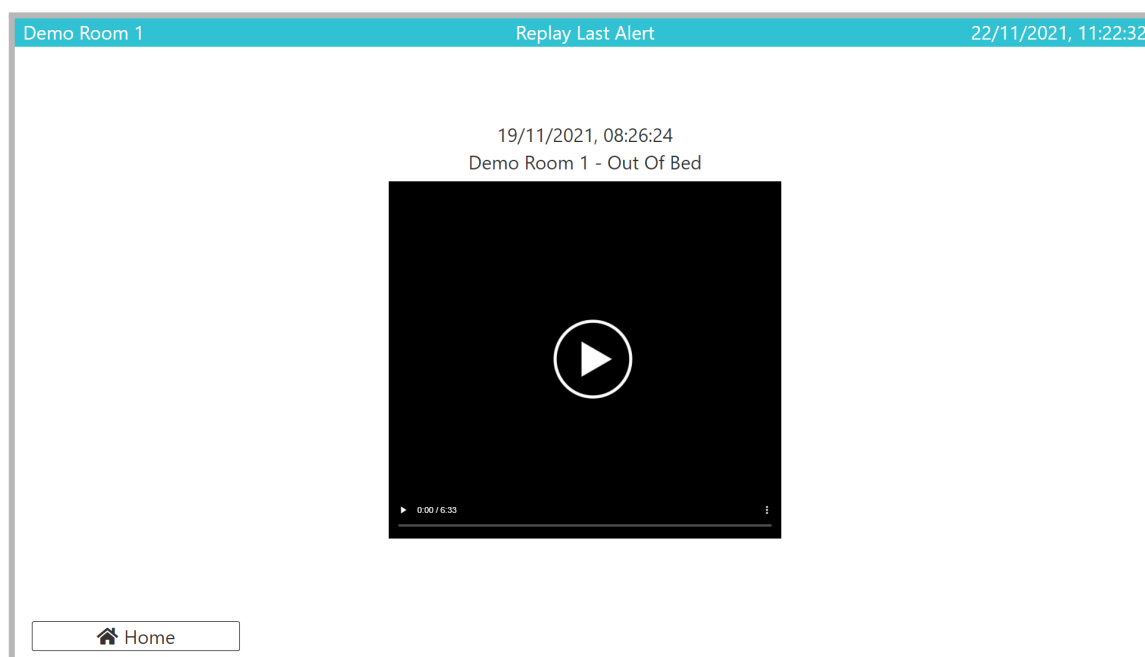 Demo Room 1 Replay Last Alert 22/11/2021, 11:22:32
19/11/2021, 08:26:24
Demo Room 1 - Out Of Bed
0:00 / 6:33
Home